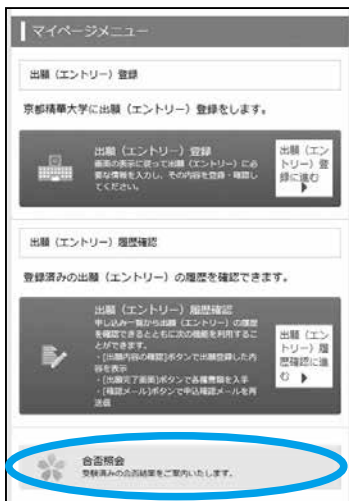 マイページメニュー
出願（エントリー）登録
京都精華大学に出願（エントリー）登録をします。
出願（エントリー）登録
画面の表示に従って出願（エントリー）に必
要な情報を入力し、その内容を登録・確認し
てください。
出願（エン
トリー）登
録に進む
▶
出願（エントリー）履歴確認
登録済みの出願（エントリー）の履歴を確認できます。
出願（エントリー）履歴確認
申し込み一覧から出願（エントリー）の履歴
を確認できるとともに次の機能を利用するこ
とができます。
・[出願内容の確認]ボタンで出願登録した内
容を表示
・[出願完了画面]ボタンで各種書類を入手
・[確認メール]ボタンで申込確認メールを再
送信
出願（エン
トリー）履
歴確認に進
む ▶
合否照会
受験済みの合否結果をご案内いたします。